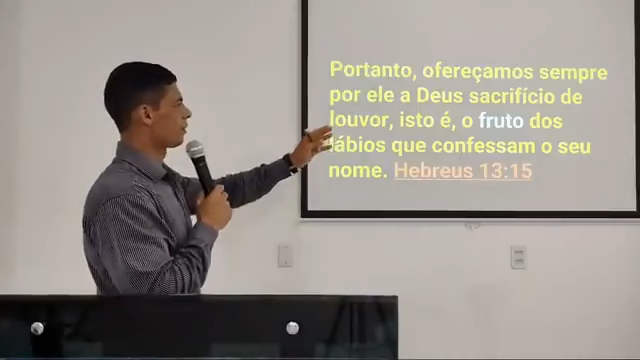 Portanto, ofereçamos sempre
por ele a Deus sacrifício de
louvor, isto é, o fruto dos
lábios que confessam o seu
nome. Hebreus 13:15